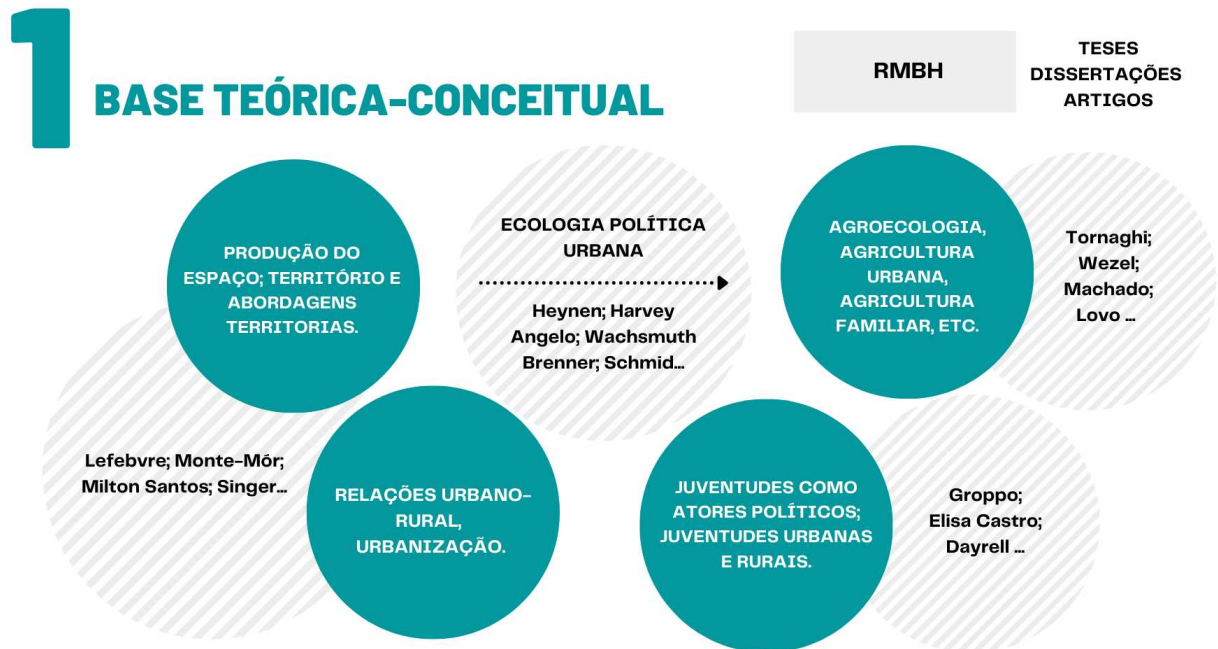 1
BASE TEÓRICA-CONCEITUAL
RMBH
TESES
DISSERTAÇÕES
ARTIGOS
PRODUÇÃO DO
ESPAÇO; TERRITÓRIO E
ABORDAGENS
TERRITORIAS.
ECOLOGIA POLÍTICA
URBANA
Heynen; Harvey
Angelo; Wachsmuth
Brenner; Schmid...
AGROECOLOGIA,
AGRICULTURA
URBANA,
AGRICULTURA
FAMILIAR, ETC.
Tornaghi;
Wezel;
Machado;
Lovo ...
Lefebvre; Monte-Mór;
Milton Santos; Singer...
RELAÇÕES URBANO-
RURAL,
URBANIZAÇÃO.
JUVENTUDES COMO
ATORES POLÍTICOS;
JUVENTUDES URBANAS
E RURAIS.
Groppo;
Elisa Castro;
Dayrell ...